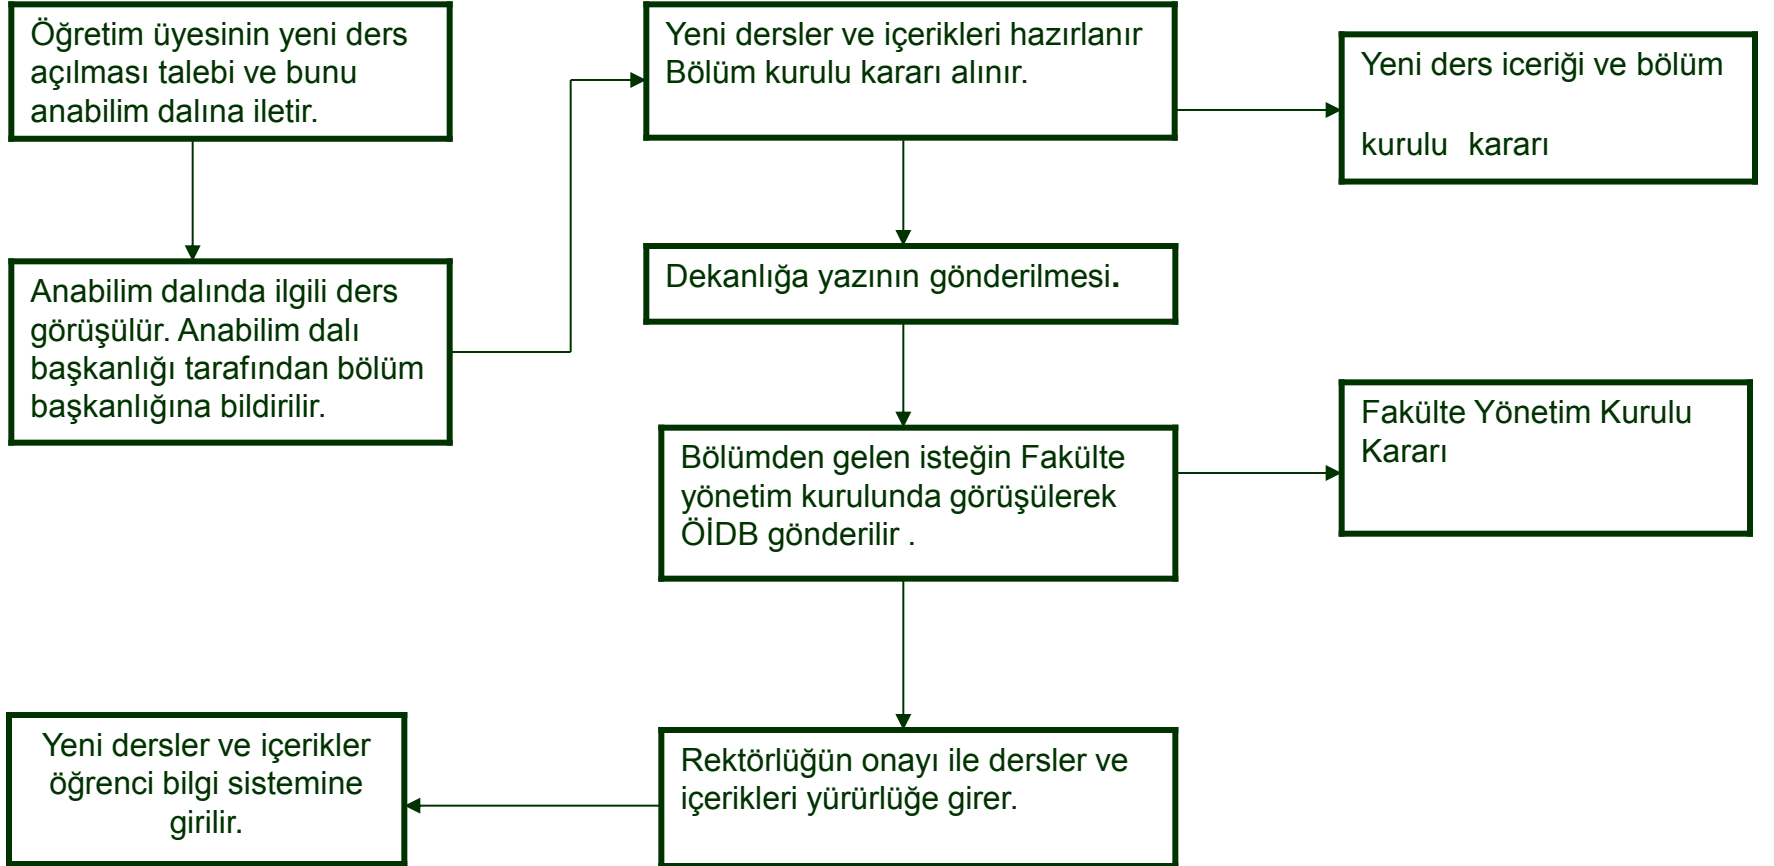 Öğretim üyesinin yeni ders
açılması talebi ve bunu
anabilim dalına iletir.
Anabilim dalında ilgili ders
görüşülür. Anabilim dalı
başkanlığı tarafından bölüm
başkanlığına bildirilir.
Yeni dersler ve içerikleri hazırlanır
Bölüm kurulu kararı alınır.
Yeni ders iceriği ve bölüm
kurulu kararı
Dekanlığa yazının gönderilmesi.
Bölümden gelen isteğin Fakülte
yönetim kurulunda görüşülerek
ÖİDB gönderilir .
Fakülte Yönetim Kurulu
Kararı
Rektörlüğün onayı ile dersler ve
içerikleri yürürlüğe girer.
Yeni dersler ve içerikler
öğrenci bilgi sistemine
girilir.